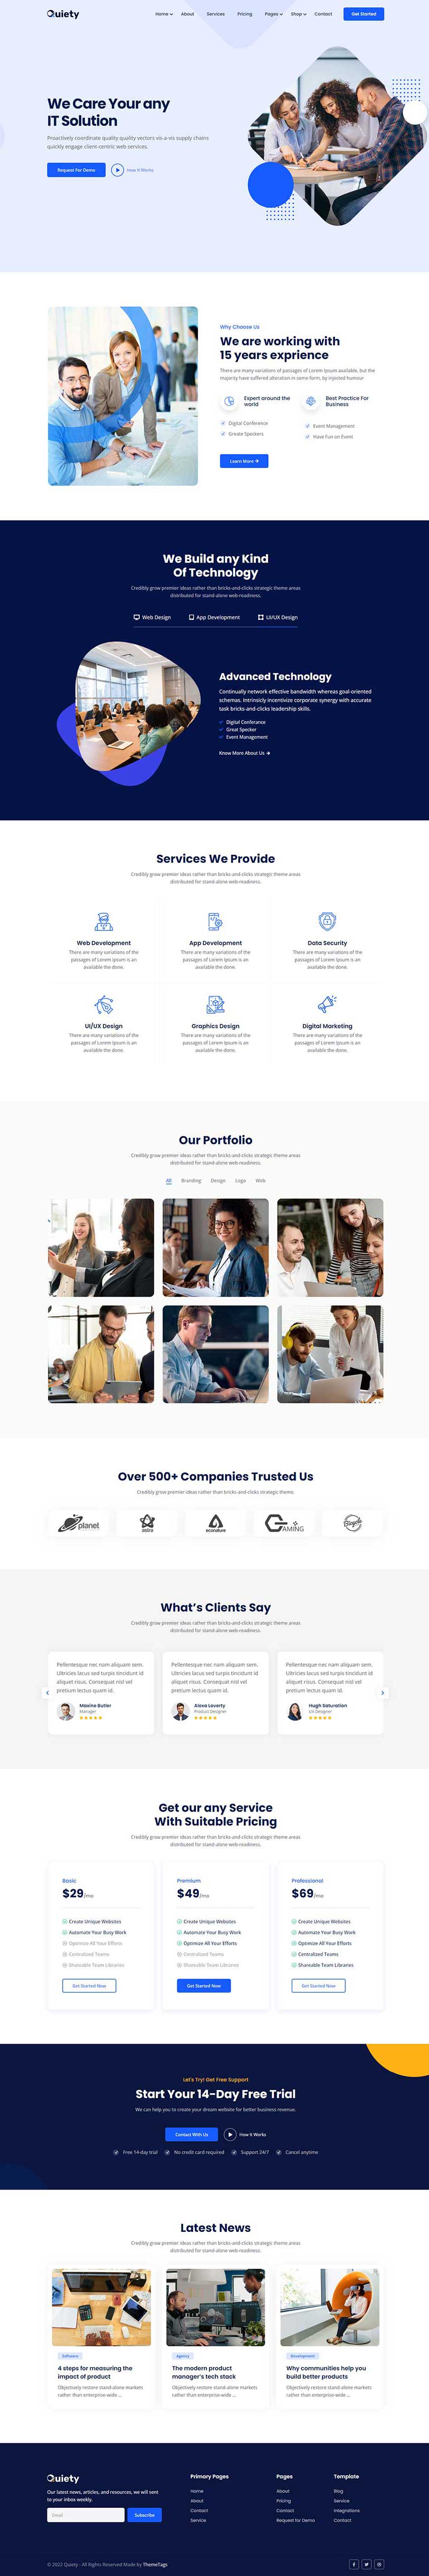 Quiety
Home About Services Pricing Pages Shop Contact Get Started
We Care Your any
IT Solution
Proactively coordinate quality quality vectors vis-a-vis supply chains
quickly engage client-centric web services.
Request For Demo How It Works
Why Choose Us
We are working with
15 years exprience
There are many variations of passages of Lorem Ipsum available, but the
majority have suffered alteration in some form, by injected humour
Expert around the
world
Best Practice For
Business
Digital Conference
Greate Speckers
Event Management
Have Fun on Event
Learn More
We Build any Kind
Of Technology
Credibly grow premier ideas rather than bricks-and-clicks strategic theme areas
distributed for stand-alone web-readiness.
Web Design App Development UI/UX Design
Advanced Technology
Continually network effective bandwidth whereas goal-oriented
schemas. Intrinsicly incentivize corporate synergy with accurate
task bricks-and-clicks leadership skills.
Digital Conferance
Great Specker
Event Management
Know More About Us
Services We Provide
Credibly grow premier ideas rather than bricks-and-clicks strategic theme areas
distributed for stand-alone web-readiness.
Web Development
There are many variations of the
passages of Lorem Ipsum is an
available the done.
App Development
There are many variations of the
passages of Lorem Ipsum is an
available the done.
Data Security
There are many variations of the
passages of Lorem Ipsum is an
available the done.
UI/UX Design
There are many variations of the
passages of Lorem Ipsum is an
available the done.
Graphics Design
There are many variations of the
passages of Lorem Ipsum is an
available the done.
Digital Marketing
There are many variations of the
passages of Lorem Ipsum is an
available the done.
Our Portfolio
Credibly grow premier ideas rather than bricks-and-clicks strategic theme areas
distributed for stand-alone web-readiness.
All Branding Design Logo Web
Over 500+ Companies Trusted Us
Credibly grow premier ideas rather than bricks-and-clicks strategic theme.
planet
astra
econature
GAMING
Bicycle
What's Clients Say
Credibly grow premier ideas rather than bricks-and-clicks strategic theme areas
distributed for stand-alone web-readiness.
Pellentesque nec nam aliquam sem.
Ultricies lacus sed turpis tincidunt id
aliquet risus. Consequat nisl vel
pretium lectus quam id.
Maxine Butler
Manager
Pellentesque nec nam aliquam sem.
Ultricies lacus sed turpis tincidunt id
aliquet risus. Consequat nisl vel
pretium lectus quam id.
Alexa Loverty
Product Designer
Pellentesque nec nam aliquam sem.
Ultricies lacus sed turpis tincidunt id
aliquet risus. Consequat nisl vel
pretium lectus quam id.
Hugh Saturation
UX Designer
Get our any Service
With Suitable Pricing
Credibly grow premier ideas rather than bricks-and-clicks strategic theme areas
distributed for stand-alone web-readiness.
Basic
$29/mo
Create Unique Websites
Automate Your Busy Work
Optimize All Your Efforts
Centralized Teams
Shareable Team Libraries
Get Started Now
Premium
$49/mo
Create Unique Websites
Automate Your Busy Work
Optimize All Your Efforts
Centralized Teams
Shareable Team Libraries
Get Started Now
Professional
$69/mo
Create Unique Websites
Automate Your Busy Work
Optimize All Your Efforts
Centralized Teams
Shareable Team Libraries
Get Started Now
Let's Try! Get Free Support
Start Your 14-Day Free Trial
We can help you to create your dream website for better business revenue.
Contact With Us How It Works
Free 14-day trial No credit card required Support 24/7 Cancel anytime
Latest News
Credibly grow premier ideas rather than bricks-and-clicks strategic theme areas
distributed for stand-alone web-readiness.
Software
4 steps for measuring the
impact of product
Objectively restore stand-alone markets
rather than enterprise-wide ...
Agency
The modern product
manager's tech stack
Objectively restore stand-alone markets
rather than enterprise-wide ...
Development
Why communities help you
build better products
Objectively restore stand-alone markets
rather than enterprise-wide ...
Quiety
Our latest news, articles, and resources, we will sent
to your inbox weekly.
Email Subscribe
Primary Pages
Home
About
Contact
Service
Pages
About
Pricing
Contact
Request for Demo
Template
Blog
Service
Integrations
Contact
© 2022 Quiety - All Rights Reserved Made by ThemeTags